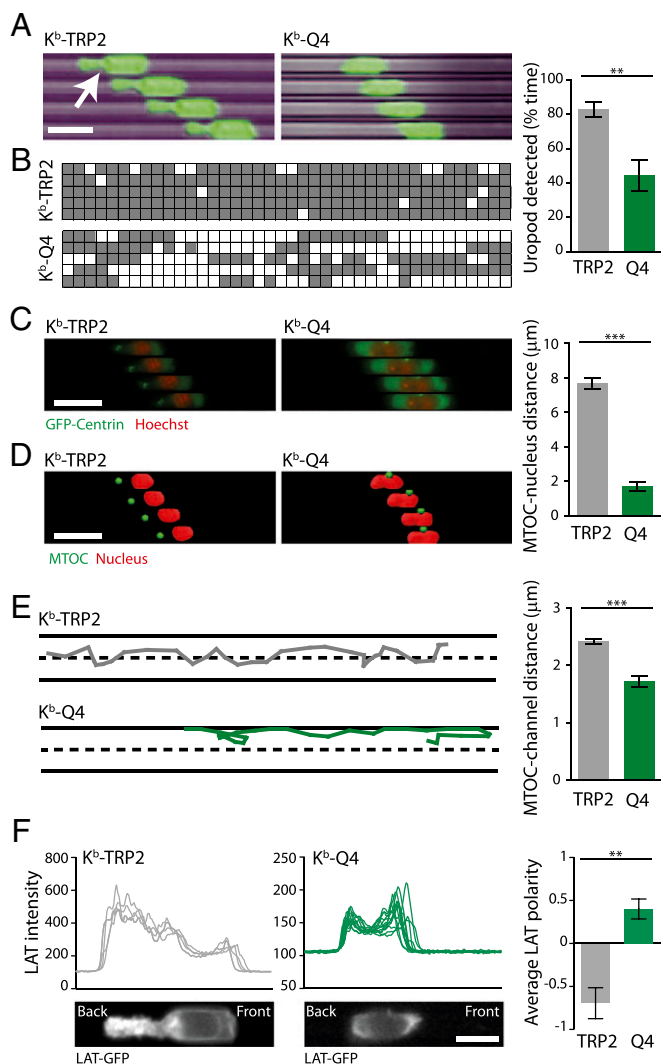 A
Kᵇ-TRP2
Kᵇ-Q4
**
Uropod detected (% time)
100
80
60
40
20
0
TRP2
Q4
B
Kᵇ-TRP2
Kᵇ-Q4
C
Kᵇ-TRP2
Kᵇ-Q4
GFP-Centrin Hoechst
***
MTOC-nucleus distance (μm)
10
8
6
4
2
0
TRP2
Q4
D
Kᵇ-TRP2
Kᵇ-Q4
MTOC Nucleus
E
Kᵇ-TRP2
Kᵇ-Q4
***
MTOC-channel distance (μm)
3
2
1
0
TRP2
Q4
F
Kᵇ-TRP2
Kᵇ-Q4
LAT intensity
800
600
400
200
0
250
200
150
100
50
Back
Front
Back
Front
LAT-GFP
LAT-GFP
**
Average LAT polarity
1
0.5
0
-0.5
-1
TRP2
Q4